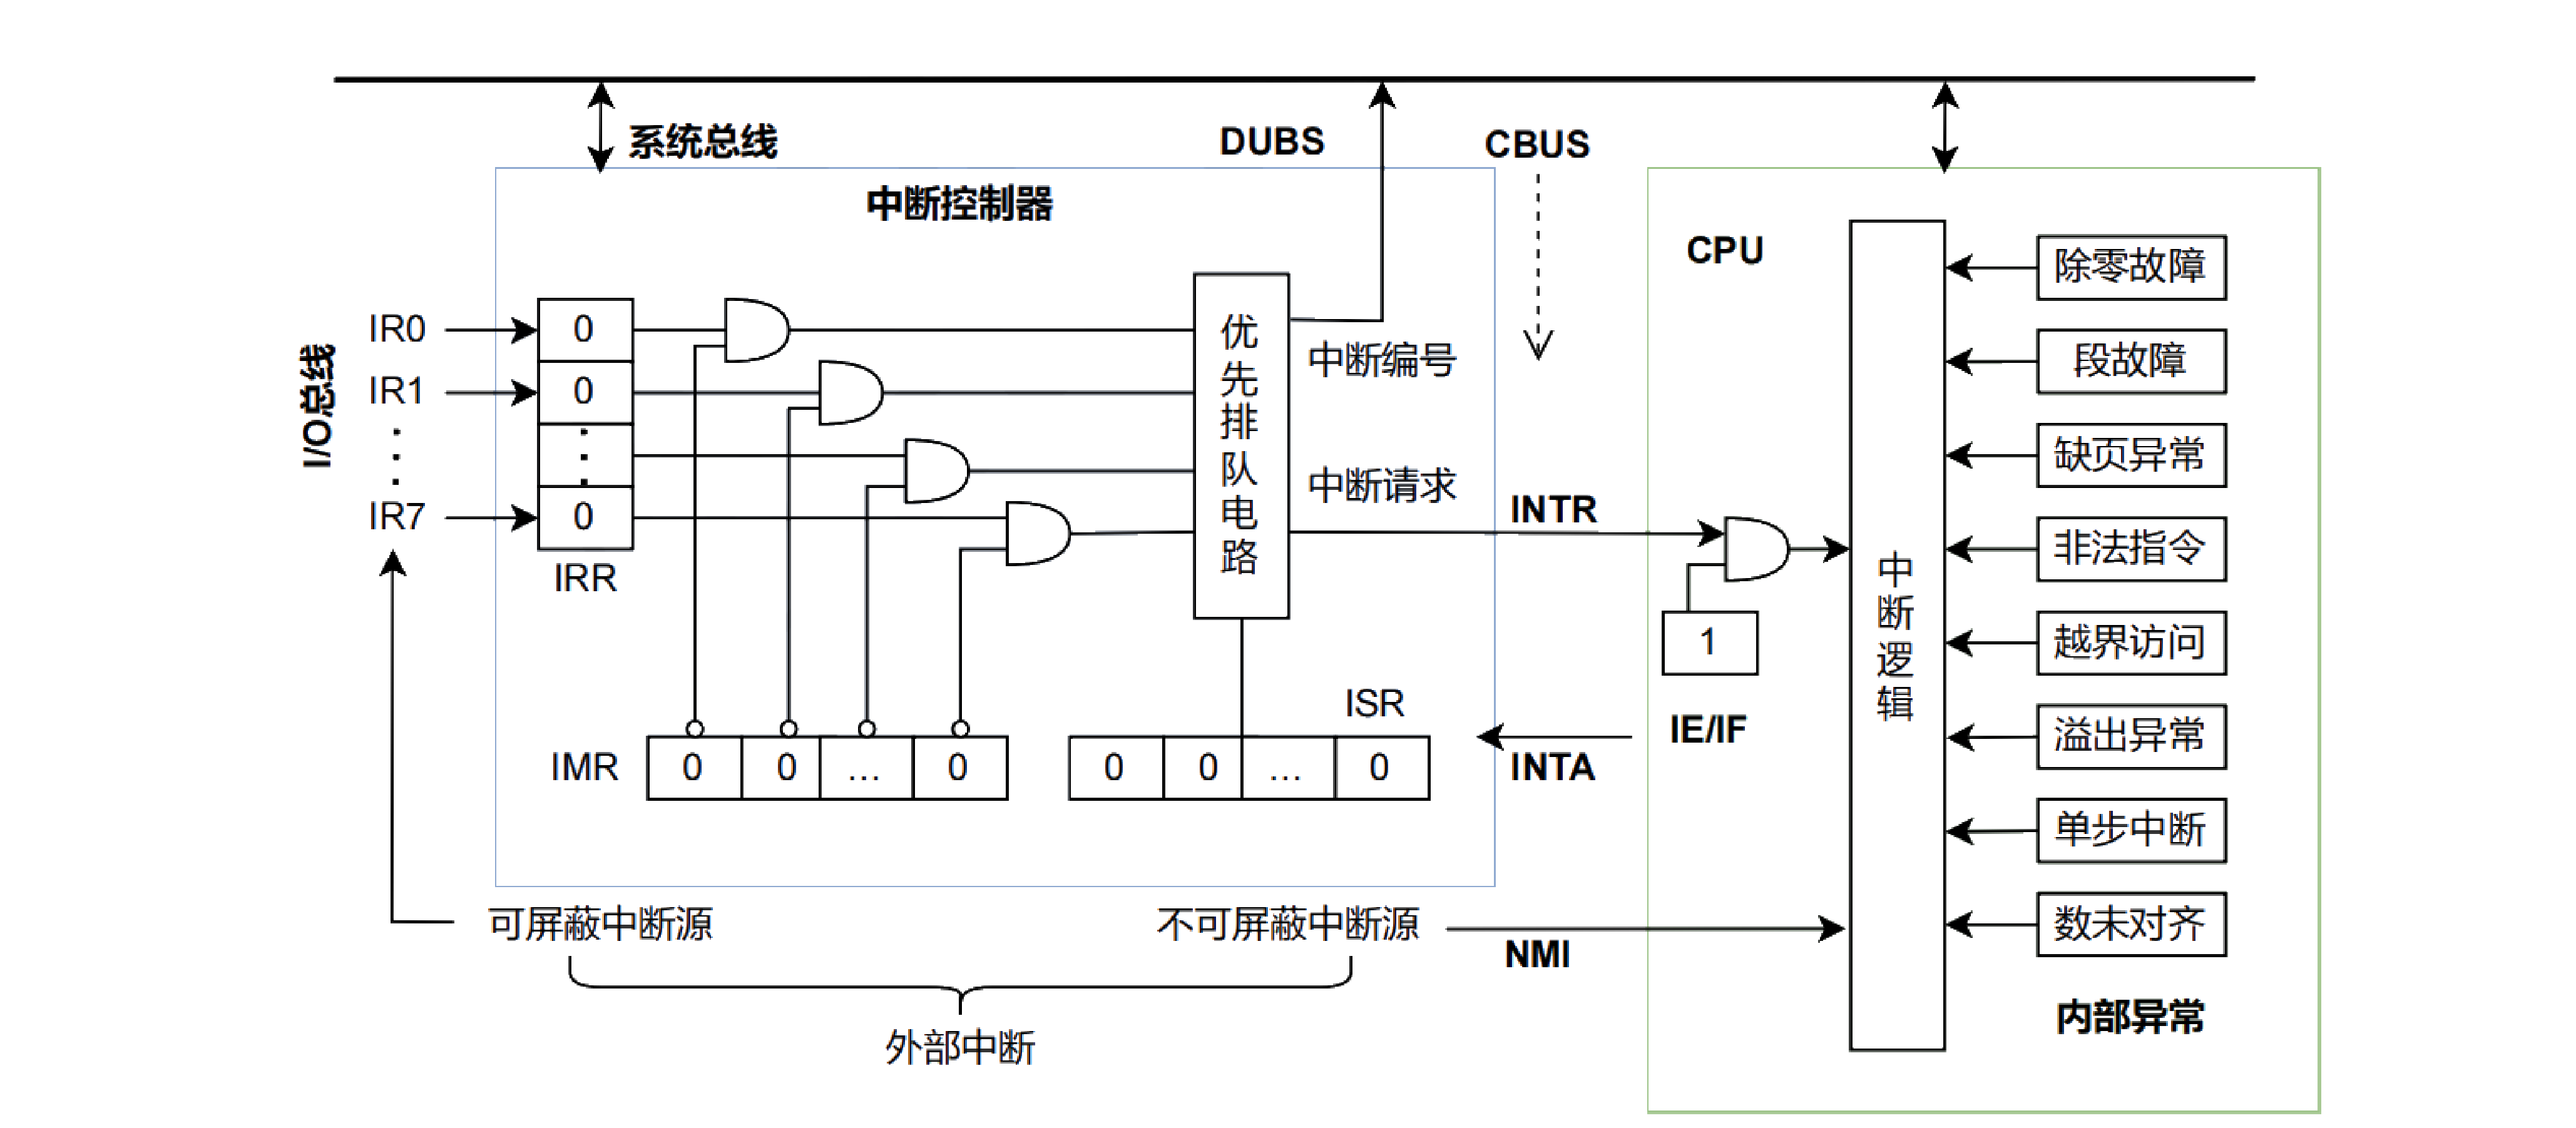 系统总线
DUBS
CBUS
中断控制器
CPU
I/O总线
IR0
IR1
⋮
IR7
0
0
⋮
0
IRR
优先排队电路
中断编号
中断请求
INTR
1
IE/IF
INTA
IMR
0 0 ... 0
ISR
0 0 ... 0
中断逻辑
除零故障
段故障
缺页异常
非法指令
越界访问
溢出异常
单步中断
数未对齐
内部异常
可屏蔽中断源
不可屏蔽中断源
NMI
外部中断